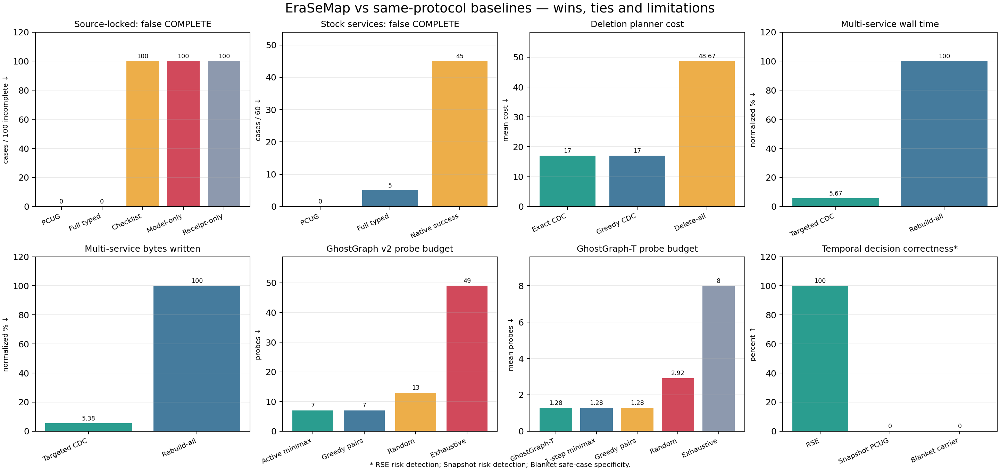 EraSeMap vs same-protocol baselines — wins, ties and limitations
Source-locked: false COMPLETE
cases / 100 incomplete ↓
120
100
80
60
40
20
0
0
0
100
100
100
PCUG
Full typed
Checklist
Model-only
Receipt-only
Stock services: false COMPLETE
cases / 60 ↓
50
40
30
20
10
0
0
5
45
PCUG
Full typed
Native success
Deletion planner cost
mean cost ↓
50
40
30
20
10
0
17
17
48.67
Exact CDC
Greedy CDC
Delete-all
Multi-service wall time
normalized % ↓
120
100
80
60
40
20
0
5.67
100
Targeted CDC
Rebuild-all
Multi-service bytes written
normalized % ↓
120
100
80
60
40
20
0
5.38
100
Targeted CDC
Rebuild-all
GhostGraph v2 probe budget
probes ↓
50
40
30
20
10
0
7
7
13
49
Active minimax
Greedy pairs
Random
Exhaustive
GhostGraph-T probe budget
mean probes ↓
8
6
4
2
0
1.28
1.28
1.28
2.92
8
GhostGraph-T
1-step minimax
Greedy pairs
Random
Exhaustive
Temporal decision correctness*
percent ↑
120
100
80
60
40
20
0
100
0
0
RSE
Snapshot PCUG
Blanket carrier
* RSE risk detection; Snapshot risk detection; Blanket safe-case specificity.